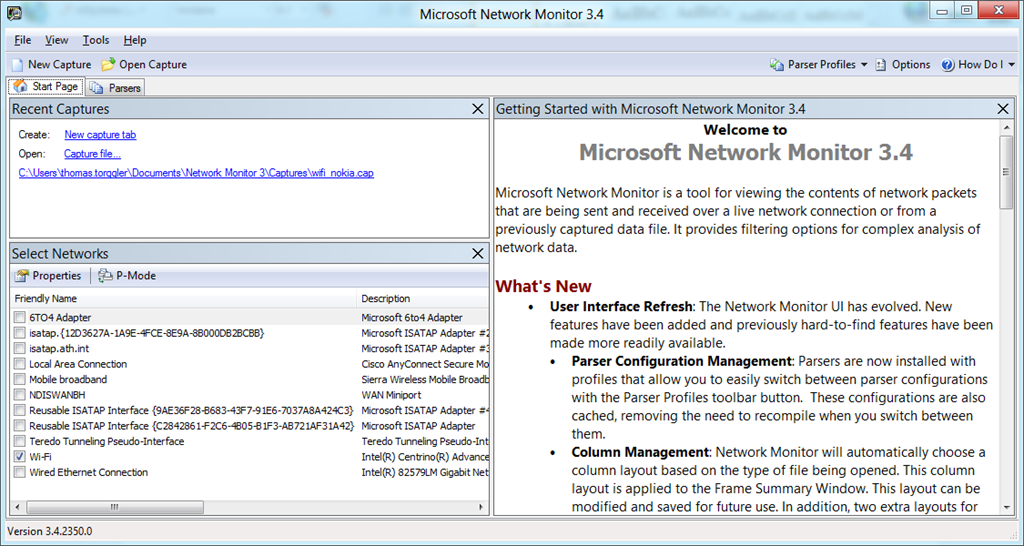 Microsoft Network Monitor 3.4
File View Tools Help
New Capture Open Capture Parser Profiles Options How Do I
Start Page Parsers
Recent Captures
Create: New capture tab
Open: Capture file...
C:\Users\thomas.torggler\Documents\Network Monitor 3\Captures\wifi_nokia.cap
Select Networks
Properties P-Mode
Friendly Name Description
6TO4 Adapter Microsoft 6to4 Adapter
isatap.{12D3627A-1A9E-4FCE-8E9A-8B000DB2BCBB} Microsoft ISATAP Adapter #2
isatap.ath.int Microsoft ISATAP Adapter #3
Local Area Connection Cisco AnyConnect Secure Mo
Mobile broadband Sierra Wireless Mobile Broadb
NDISWANBH WAN Miniport
Reusable ISATAP Interface {9AE36F28-B683-43F7-91E6-7037A8A424C3} Microsoft ISATAP Adapter #4
Reusable ISATAP Interface {C2842861-F2C6-4B05-B1F3-AB721AF31A42} Microsoft ISATAP Adapter
Teredo Tunneling Pseudo-Interface Teredo Tunneling Pseudo-Int
Wi-Fi Intel(R) Centrino(R) Advance
Wired Ethernet Connection Intel(R) 82579LM Gigabit Net
Getting Started with Microsoft Network Monitor 3.4
Welcome to
Microsoft Network Monitor 3.4
Microsoft Network Monitor is a tool for viewing the contents of network packets
that are being sent and received over a live network connection or from a
previously captured data file. It provides filtering options for complex analysis of
network data.
What's New
• User Interface Refresh: The Network Monitor UI has evolved. New
features have been added and previously hard-to-find features have been
made more readily available.
• Parser Configuration Management: Parsers are now installed with
profiles that allow you to easily switch between parser configurations
with the Parser Profiles toolbar button. These configurations are also
cached, removing the need to recompile when you switch between
them.
• Column Management: Network Monitor will automatically choose a
column layout based on the type of file being opened. This column
layout is applied to the Frame Summary Window. This layout can be
modified and saved for future use. In addition, two extra layouts for
Version 3.4.2350.0